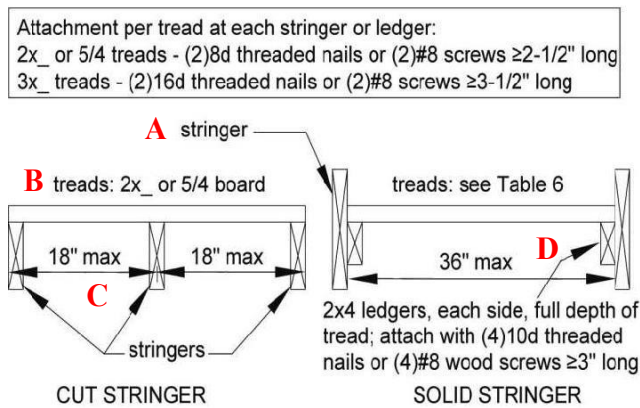 Attachment per tread at each stringer or ledger:
2x_ or 5/4 treads - (2)8d threaded nails or (2)#8 screws ≥2-1/2" long
3x_ treads - (2)16d threaded nails or (2)#8 screws ≥3-1/2" long
A stringer
B treads: 2x_ or 5/4 board
treads: see Table 6
18" max
18" max
C
36" max
D
stringers
2x4 ledgers, each side, full depth of
tread; attach with (4)10d threaded
nails or (4)#8 wood screws ≥3" long
CUT STRINGER
SOLID STRINGER